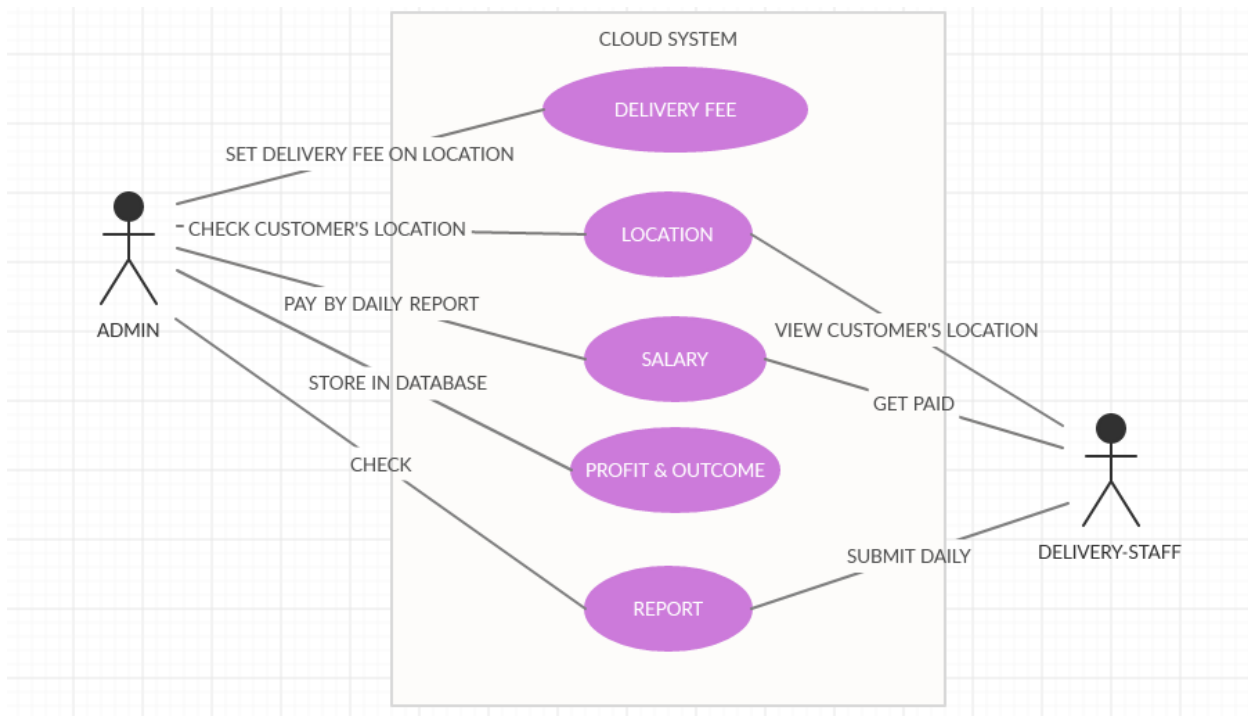 CLOUD SYSTEM
DELIVERY FEE
SET DELIVERY FEE ON LOCATION
CHECK CUSTOMER'S LOCATION
LOCATION
PAY BY DAILY REPORT
ADMIN
VIEW CUSTOMER'S LOCATION
SALARY
STORE IN DATABASE
GET PAID
CHECK
PROFIT & OUTCOME
SUBMIT DAILY
DELIVERY-STAFF
REPORT